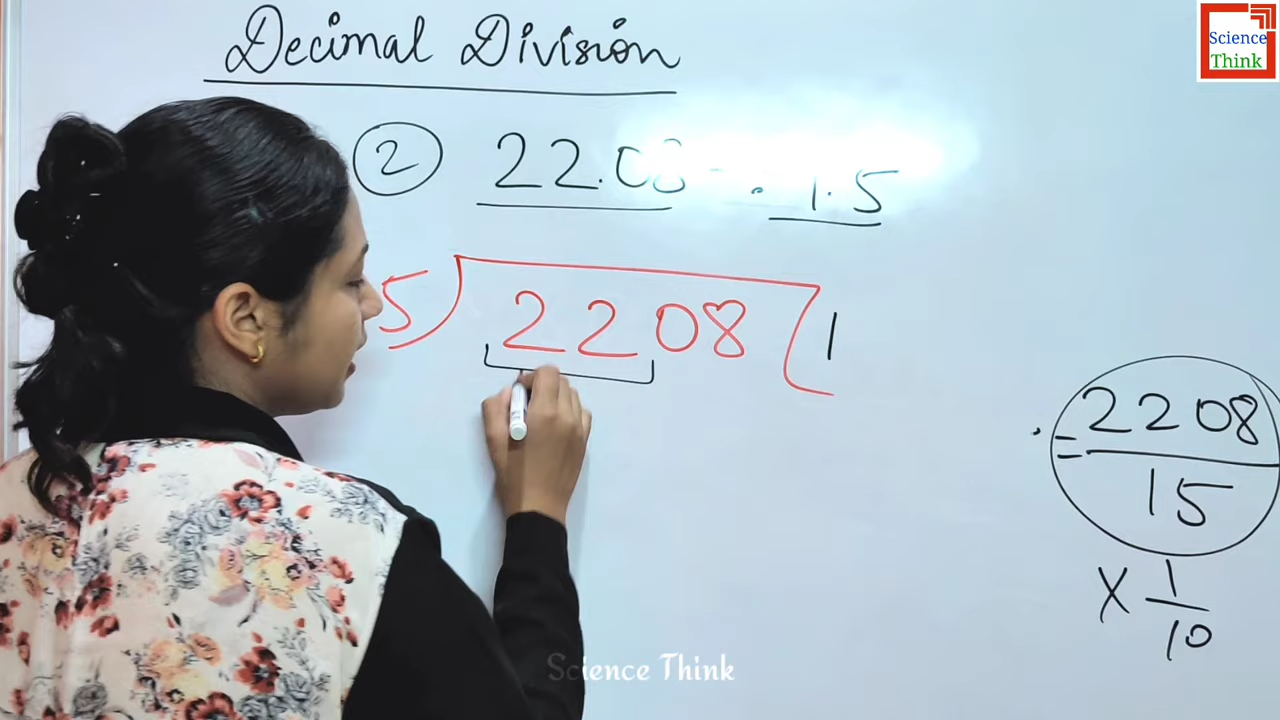 Decimal Division
Science
Think
2 22.08 ÷ 1.5
5 2208 1
= 2208
15
× 1
10
Science Think